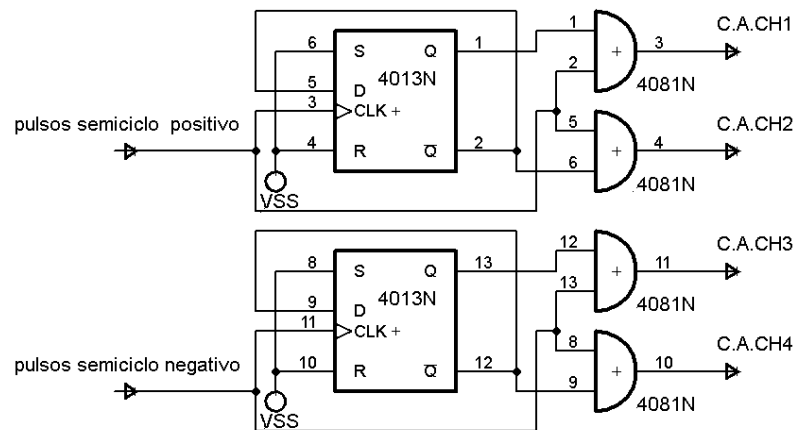 C.A.CH1
6 S Q 1 1 3
4013N
5 D 2 4081N
3 CLK +
pulsos semiciclo positivo
C.A.CH2
5
4 R Q 2 6 4
4081N
VSS
C.A.CH3
8 S Q 13 12 11
4013N
9 D 13 4081N
11 CLK +
C.A.CH4
pulsos semiciclo negativo
8
10 R Q 12 9 10
4081N
VSS
+
+
+
+